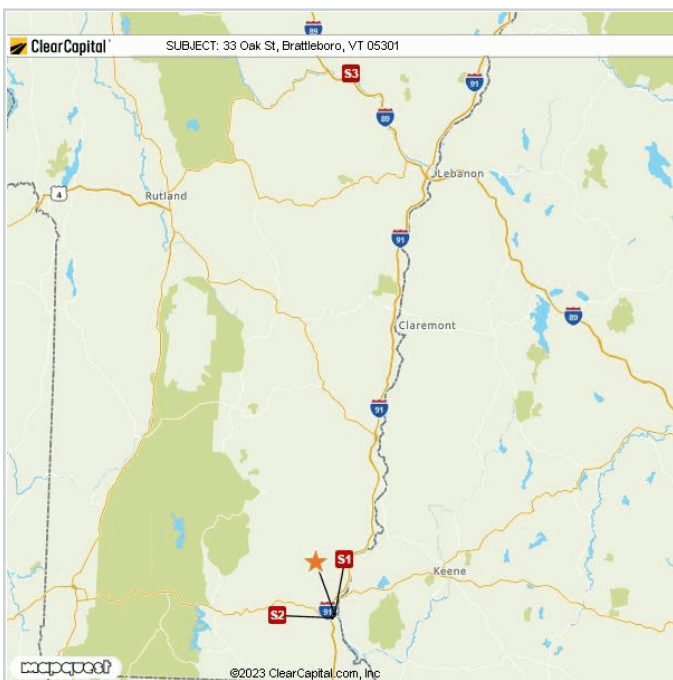 89
ClearCapital®
SUBJECT: 33 Oak St, Brattleboro, VT 05301
S3
91
89
Lebanon
4
Rutland
91
Claremont
89
91
S1
Keene
S2
91
mapquest
©2023 ClearCapital.com, Inc